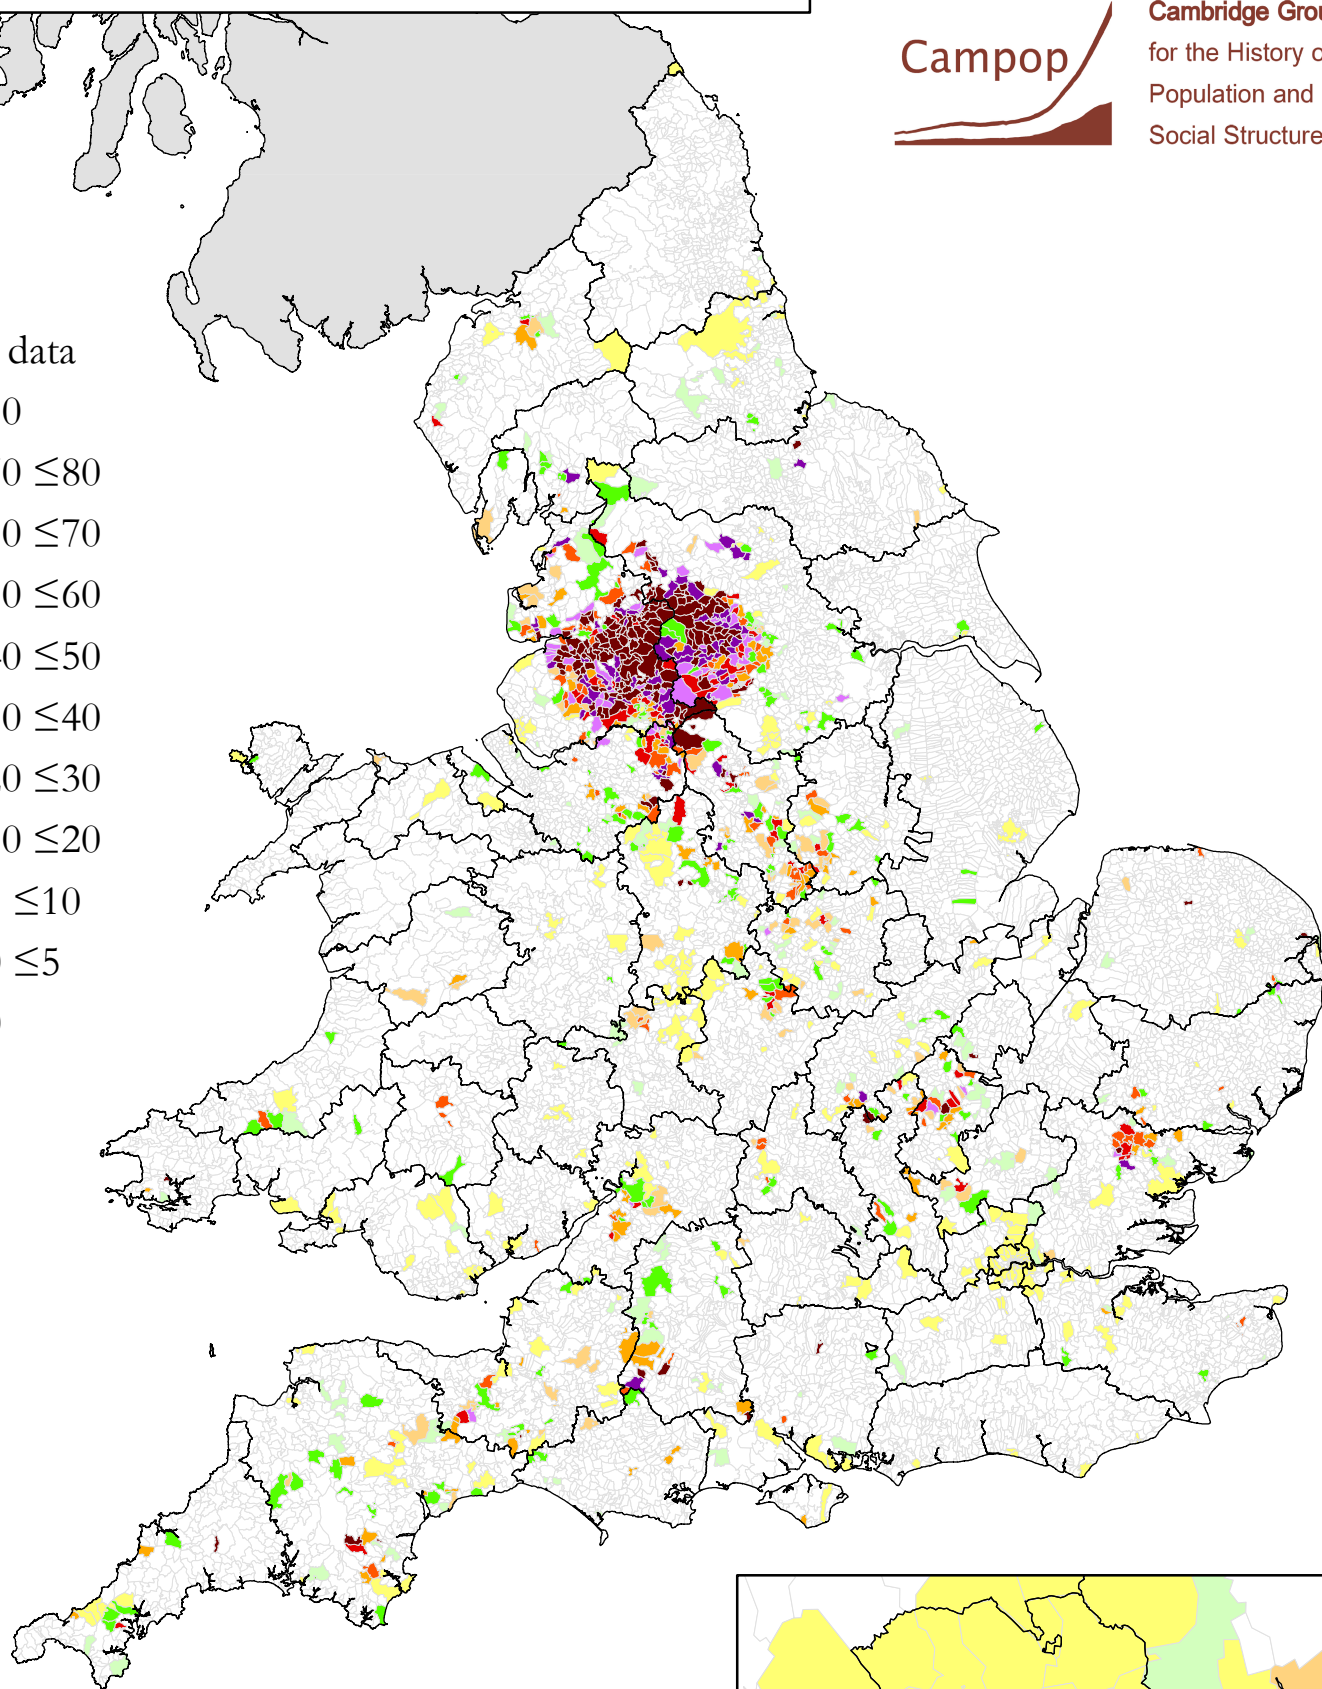 Cambridge Grou
Campop
for the History o
Population and
Social Structure
data
0
0 ≤80
0 ≤70
0 ≤60
0 ≤50
0 ≤40
0 ≤30
0 ≤20
≤10
≤5